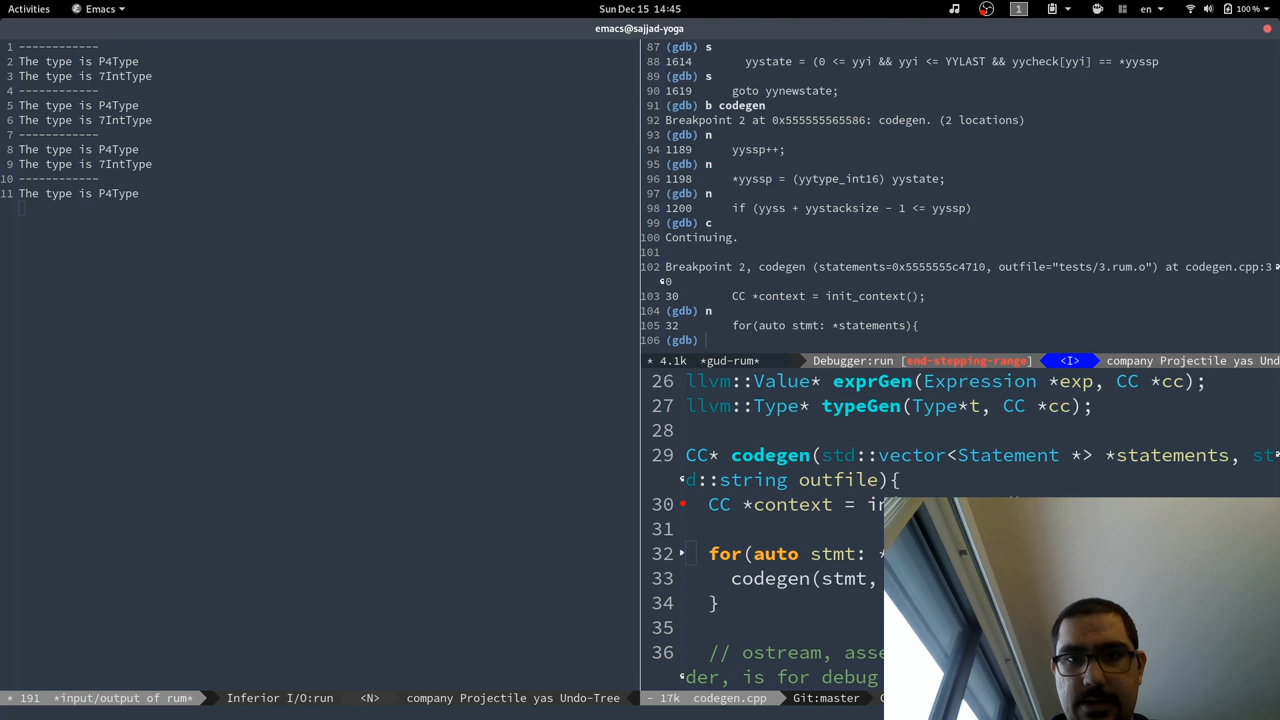 Activities Emacs Sun Dec 15 14:45 1 en 100 %
emacs@sajjad-yoga
1 ------------
2 The type is P4Type
3 The type is 7IntType
4 ------------
5 The type is P4Type
6 The type is 7IntType
7 ------------
8 The type is P4Type
9 The type is 7IntType
10 ------------
11 The type is P4Type
* 191 *input/output of rum* Inferior I/O:run <N> company Projectile yas Undo-Tree
87 (gdb) s
88 1614 yystate = (0 <= yyi && yyi <= YYLAST && yycheck[yyi] == *yyssp
89 (gdb) s
90 1619 goto yynewstate;
91 (gdb) b codegen
92 Breakpoint 2 at 0x555555565586: codegen. (2 locations)
93 (gdb) n
94 1189 yyssp++;
95 (gdb) n
96 1198 *yyssp = (yytype_int16) yystate;
97 (gdb) n
98 1200 if (yyss + yystacksize - 1 <= yyssp)
99 (gdb) c
100 Continuing.
101
102 Breakpoint 2, codegen (statements=0x5555555c4710, outfile="tests/3.rum.o") at codegen.cpp:3
0
103 30 CC *context = init_context();
104 (gdb) n
105 32 for(auto stmt: *statements){
106 (gdb)
* 4.1k *gud-rum* Debugger:run [end-stepping-range] <I> company Projectile yas Und
26 llvm::Value* exprGen(Expression *exp, CC *cc);
27 llvm::Type* typeGen(Type*t, CC *cc);
28
29 CC* codegen(std::vector<Statement *> *statements, st
d::string outfile){
30 CC *context = in
31
32 for(auto stmt: *
33 codegen(stmt,
34 }
35
36 // ostream, asse
der, is for debug
- 17k codegen.cpp Git:master